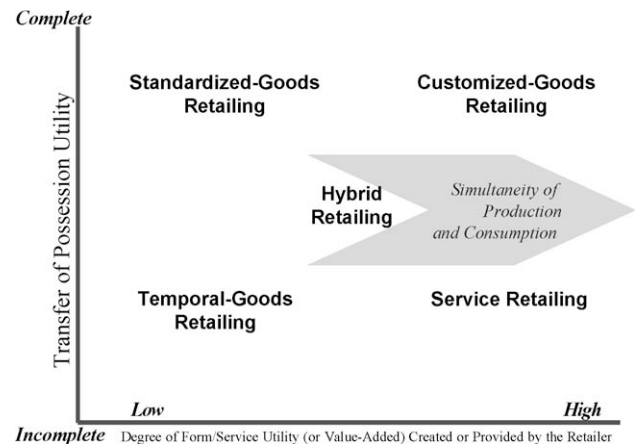 Complete
Transfer of Possession Utility
Standardized-Goods
Retailing
Customized-Goods
Retailing
Hybrid
Retailing
Simultaneity of
Production
and Consumption
Temporal-Goods
Retailing
Service Retailing
Low
High
Incomplete
Degree of Form/Service Utility (or Value-Added) Created or Provided by the Retailer